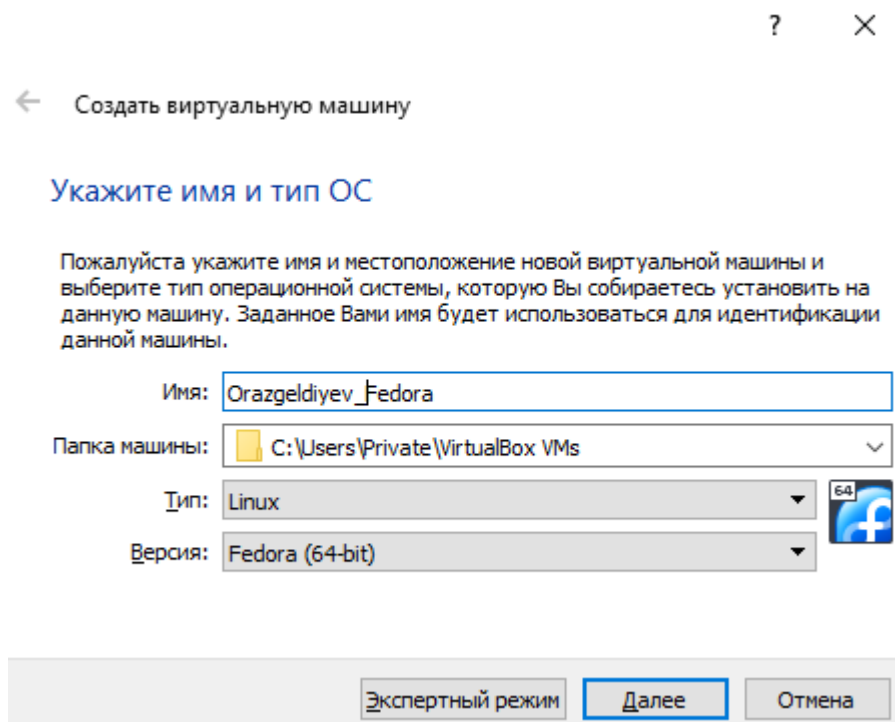 ?
Создать виртуальную машину
Укажите имя и тип ОС
Пожалуйста укажите имя и местоположение новой виртуальной машины и
выберите тип операционной системы, которую Вы собираетесь установить на
данную машину. Заданное Вами имя будет использоваться для идентификации
данной машины.
Имя: Orazgeldiyev_Fedora
Папка машины: C:\Users\Private\VirtualBox VMs
Тип: Linux
64
Версия: Fedora (64-bit)
Экспертный режим Далее Отмена